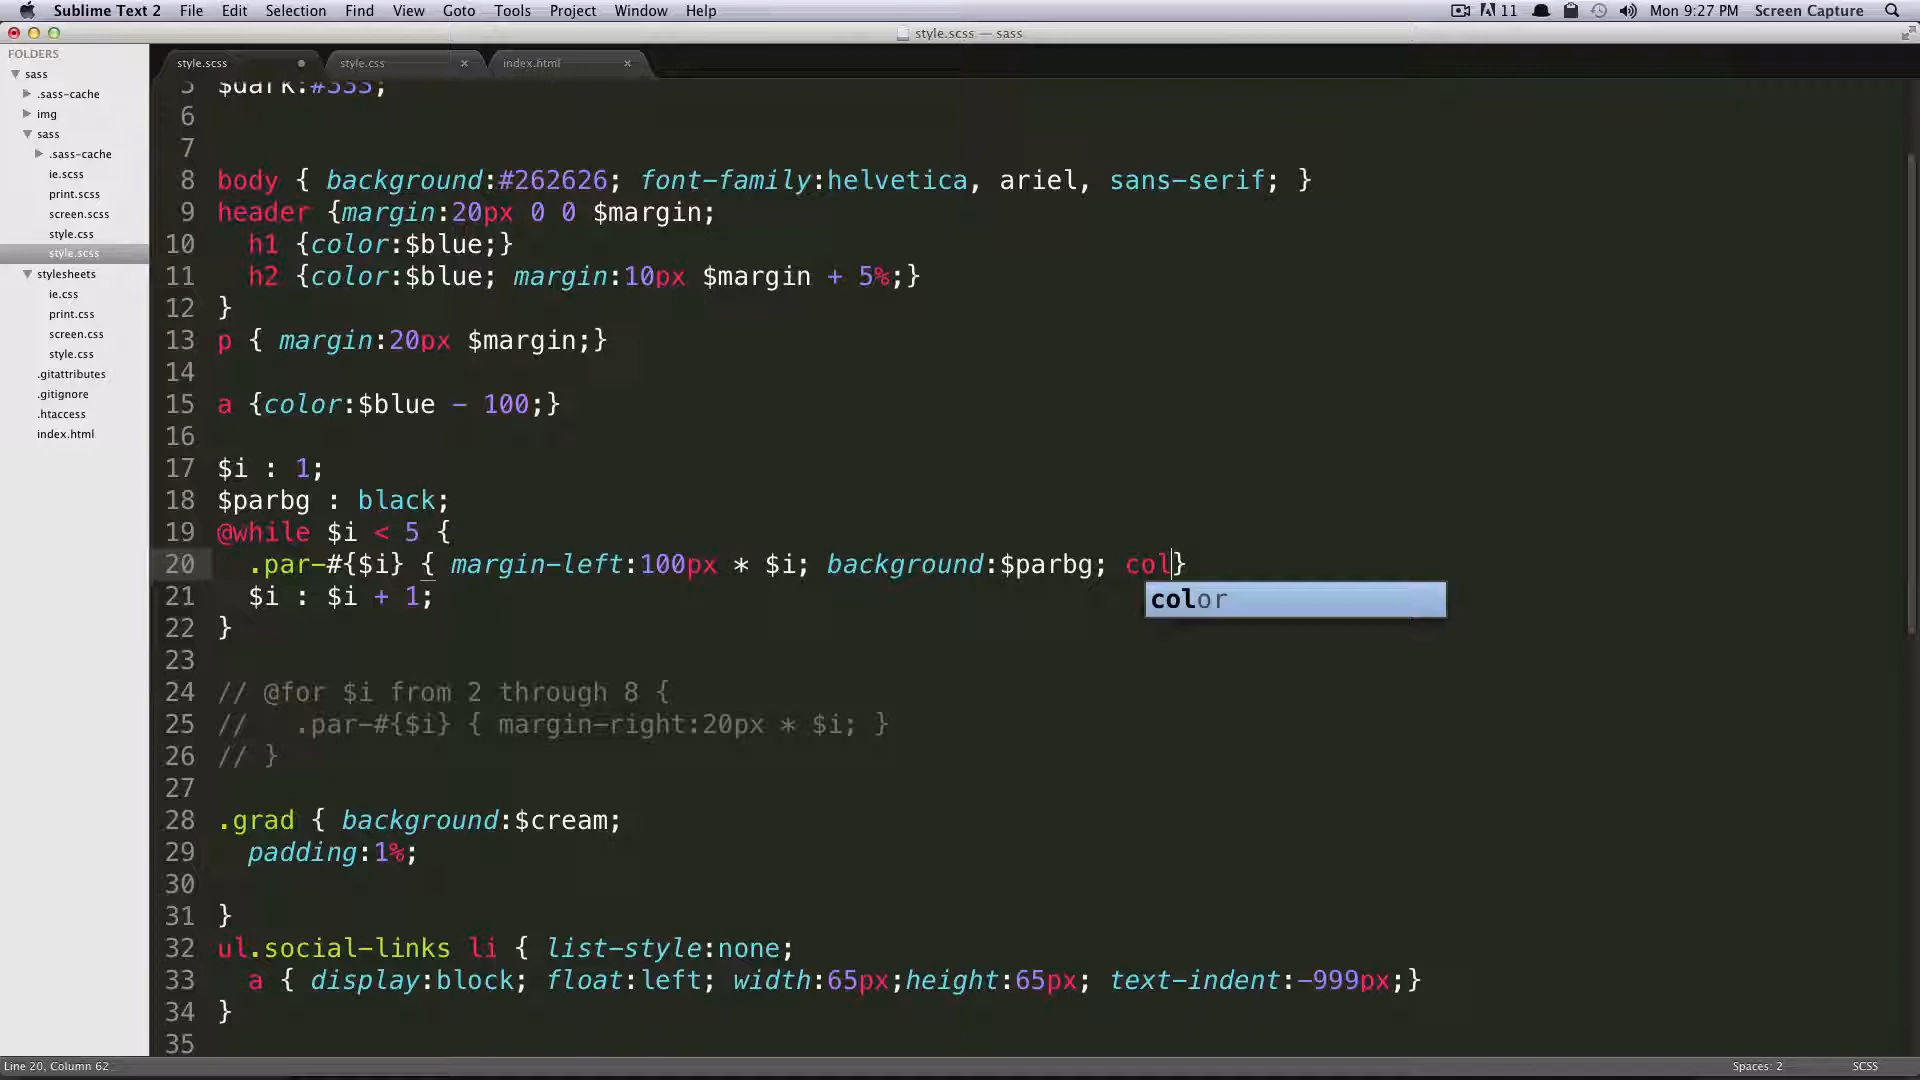 Sublime Text 2 File Edit Selection Find View Goto Tools Project Window Help 11 Mon 9:27 PM Screen Capture
style.scss — sass
FOLDERS
sass
.sass-cache
img
sass
.sass-cache
ie.scss
print.scss
screen.scss
style.css
style.scss
stylesheets
ie.css
print.css
screen.css
style.css
.gitattributes
.gitignore
.htaccess
index.html
style.scss style.css index.html
5 $dark:#333;
6
7
8 body { background:#262626; font-family:helvetica, ariel, sans-serif; }
9 header {margin:20px 0 0 $margin;
10 h1 {color:$blue;}
11 h2 {color:$blue; margin:10px $margin + 5%;}
12 }
13 p { margin:20px $margin;}
14
15 a {color:$blue - 100;}
16
17 $i : 1;
18 $parbg : black;
19 @while $i < 5 {
20 .par-#{$i} { margin-left:100px * $i; background:$parbg; col}
color
21 $i : $i + 1;
22 }
23
24 // @for $i from 2 through 8 {
25 // .par-#{$i} { margin-right:20px * $i; }
26 // }
27
28 .grad { background:$cream;
29 padding:1%;
30
31 }
32 ul.social-links li { list-style:none;
33 a { display:block; float:left; width:65px;height:65px; text-indent:-999px;}
34 }
35
Line 20, Column 62 Spaces: 2 SCSS